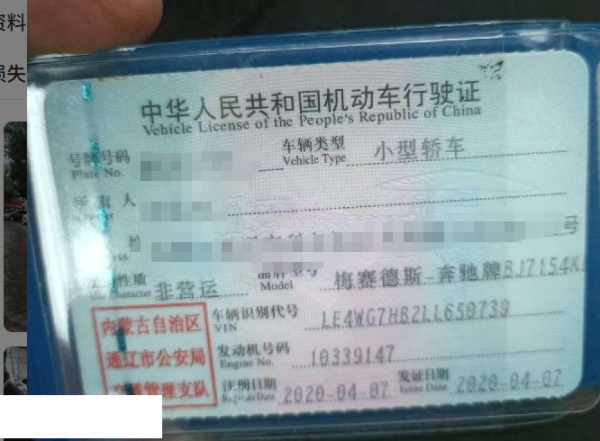 资料
损失
中华人民共和国机动车行驶证
Vehicle License of the People's Republic of China
号牌号码
Plate No.
车辆类型
Vehicle Type
小型轿车
所有人
号
使用性质
Use Character
非营运
品牌型号
Model
梅赛德斯-奔驰牌BJ7154K
内蒙古自治区
通辽市公安局
交通管理支队
车辆识别代号
VIN
LE4WG7HB2LL650739
发动机号码
Engine No.
10339147
注册日期
Register Date
2020-04-07
发证日期
Issue Date
2020-04-07